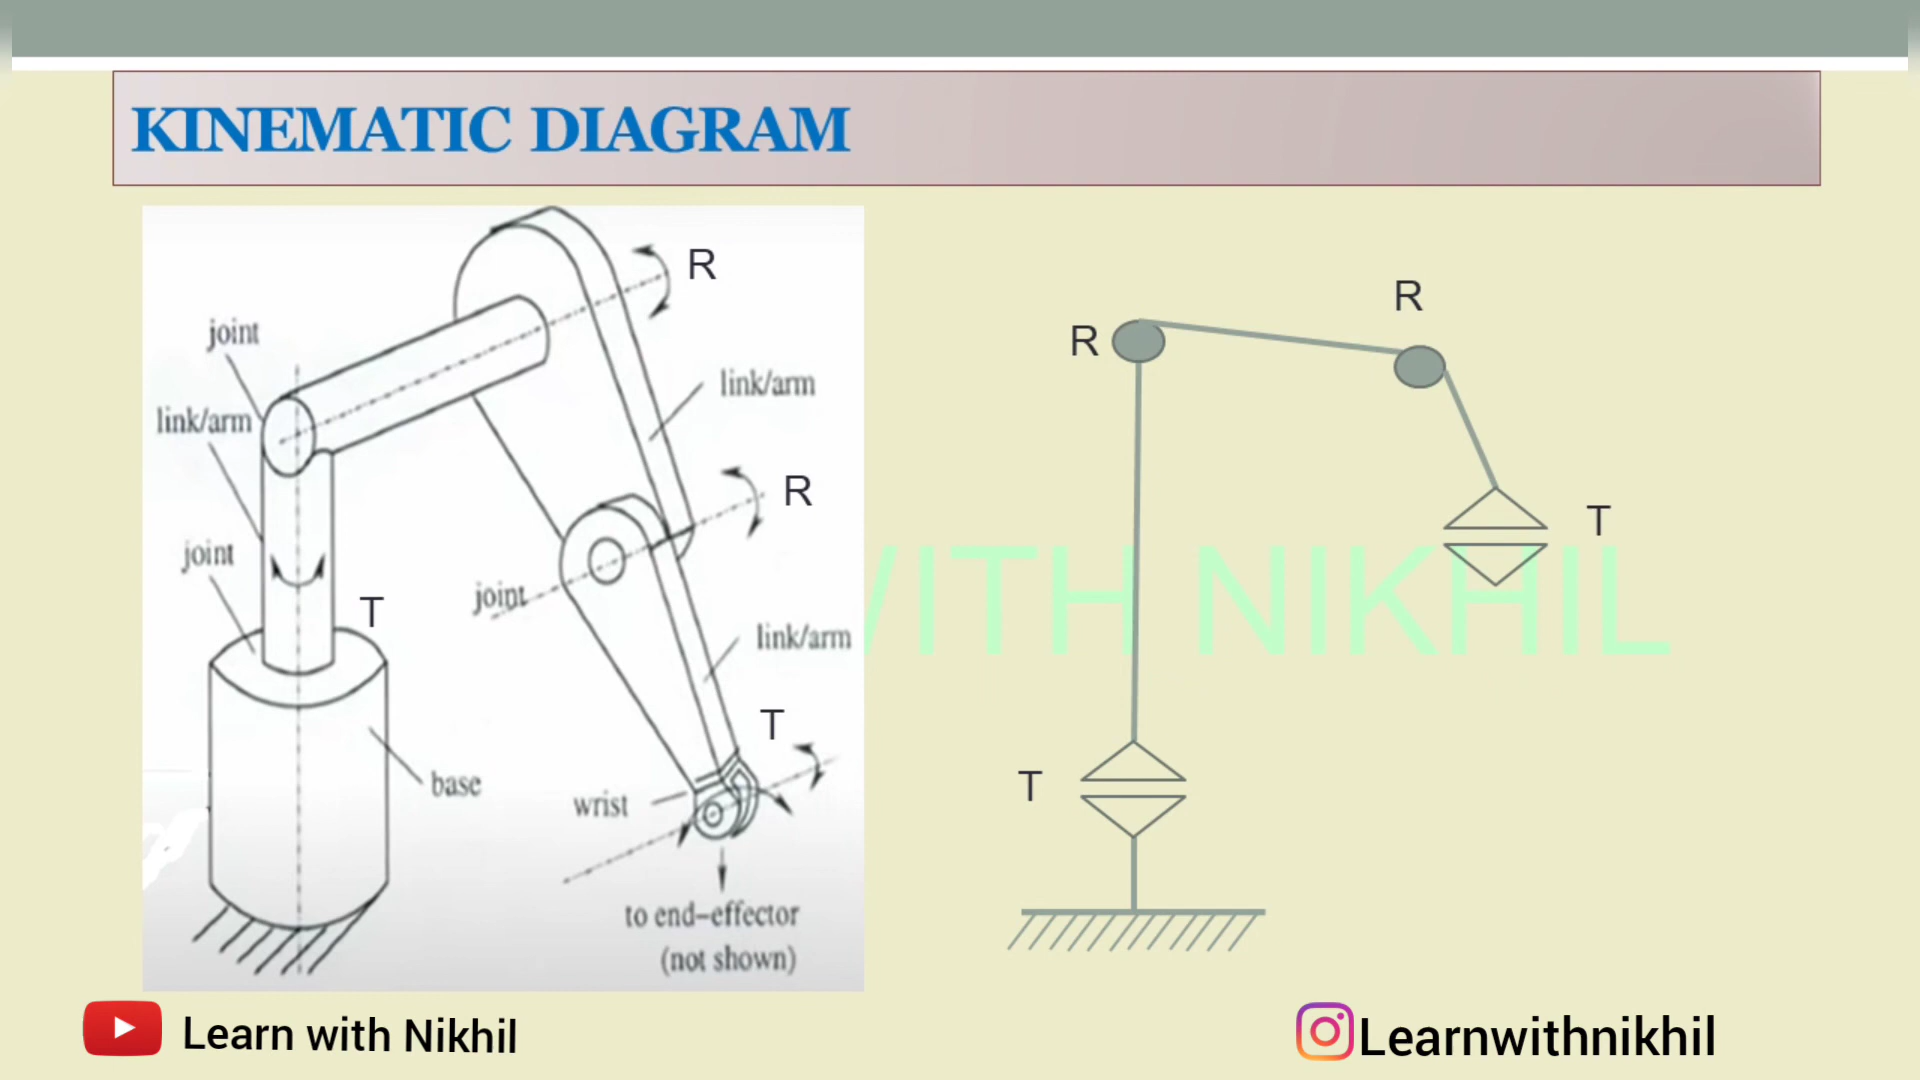 KINEMATIC DIAGRAM
R
joint
link/arm
link/arm
R
joint
T
joint
link/arm
T
base
wrist
to end-effector
(not shown)
R
R
T
T
WITH NIKHIL
Learn with Nikhil
Learnwithnikhil